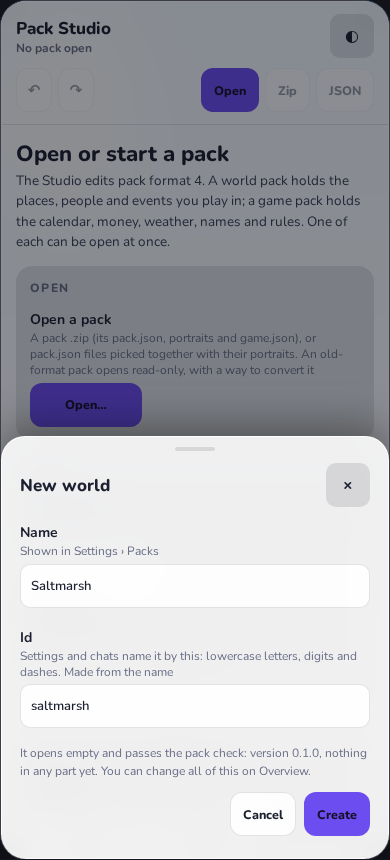 Pack Studio
No pack open
Open
Zip
JSON
Open or start a pack
The Studio edits pack format 4. A world pack holds the
places, people and events you play in; a game pack holds
the calendar, money, weather, names and rules. One of
each can be open at once.
OPEN
Open a pack
A pack .zip (its pack.json, portraits and game.json), or
pack.json files picked together with their portraits. An old-
format pack opens read-only, with a way to convert it
Open...
New world
×
Name
Shown in Settings › Packs
Saltmarsh
Id
Settings and chats name it by this: lowercase letters, digits and
dashes. Made from the name
saltmarsh
It opens empty and passes the pack check: version 0.1.0, nothing
in any part yet. You can change all of this on Overview.
Cancel
Create